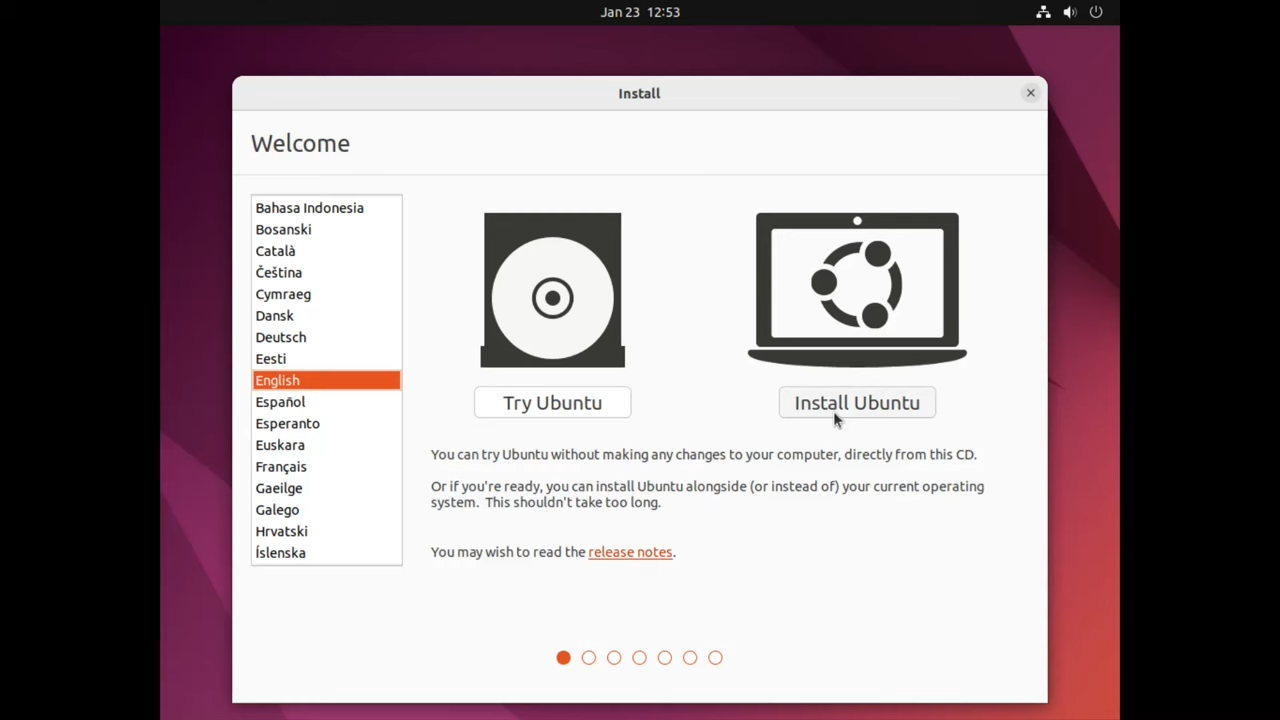 Jan 23 12:53
Install
Welcome
Bahasa Indonesia
Bosanski
Català
Čeština
Cymraeg
Dansk
Deutsch
Eesti
English
Español
Esperanto
Euskara
Français
Gaeilge
Galego
Hrvatski
Íslenska
Try Ubuntu
Install Ubuntu
You can try Ubuntu without making any changes to your computer, directly from this CD.
Or if you're ready, you can install Ubuntu alongside (or instead of) your current operating
system. This shouldn't take too long.
You may wish to read the release notes.